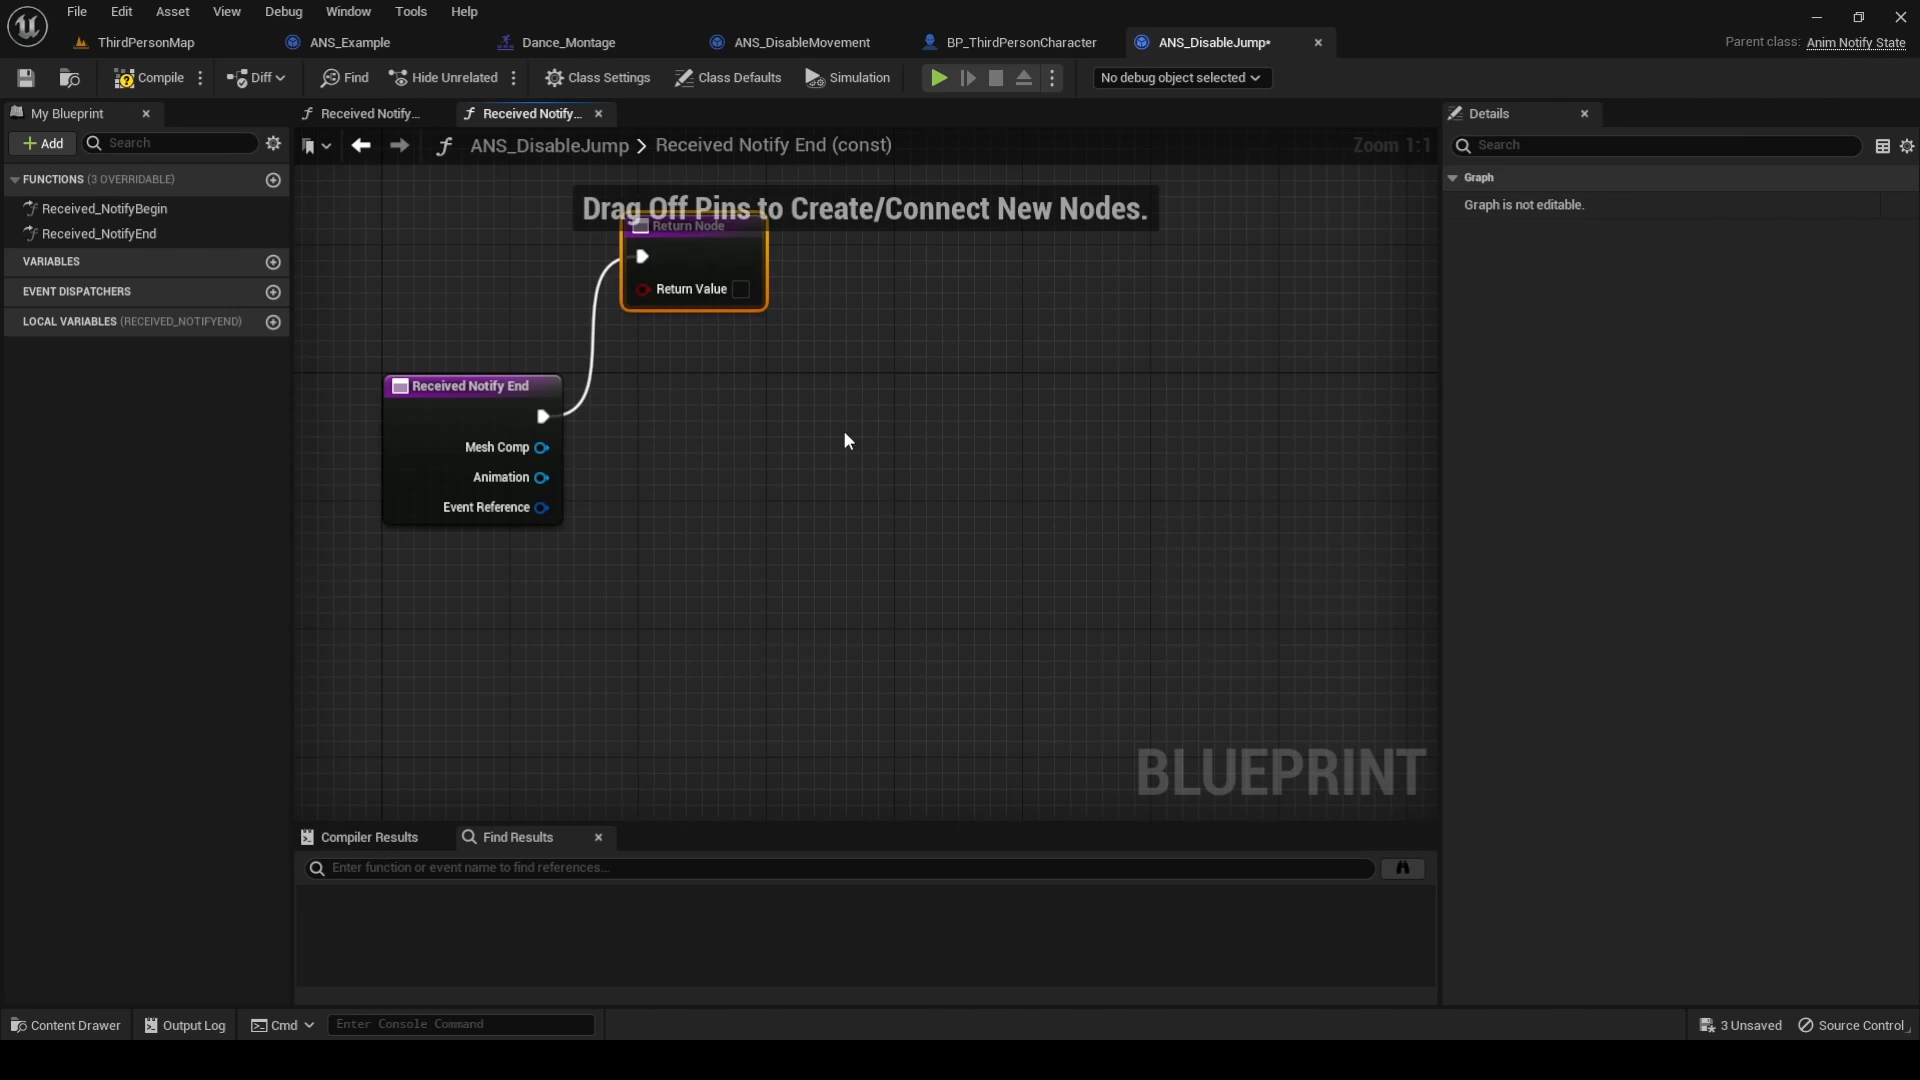 File Edit Asset View Debug Window Tools Help
ThirdPersonMap ANS_Example Dance_Montage ANS_DisableMovement BP_ThirdPersonCharacter ANS_DisableJump* Parent class: Anim Notify State
Compile Diff Find Hide Unrelated Class Settings Class Defaults Simulation No debug object selected
My Blueprint Received Notify... Received Notify... Details
Add Search ANS_DisableJump > Received Notify End (const) Zoom 1:1 Search
FUNCTIONS (3 OVERRIDABLE) Graph
Received_NotifyBegin Drag Off Pins to Create/Connect New Nodes. Graph is not editable.
Return Node
Received_NotifyEnd
VARIABLES
EVENT DISPATCHERS Return Value
LOCAL VARIABLES (RECEIVED_NOTIFYEND)
Received Notify End
Mesh Comp
Animation
Event Reference
BLUEPRINT
Compiler Results Find Results
Enter function or event name to find references...
Content Drawer Output Log Cmd Enter Console Command 3 Unsaved Source Control